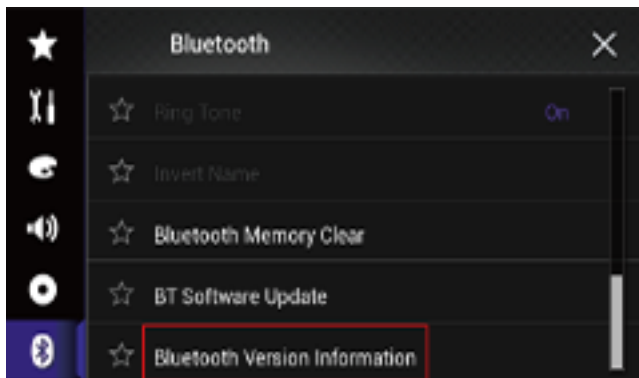 Bluetooth
Ring Tone On
Invert Name
Bluetooth Memory Clear
BT Software Update
Bluetooth Version Information